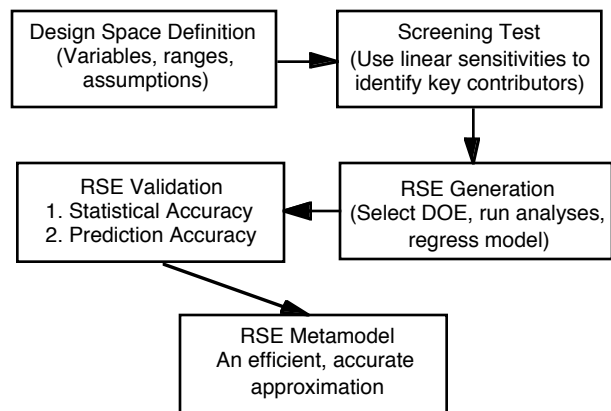 Design Space Definition
(Variables, ranges,
assumptions)
Screening Test
(Use linear sensitivities to
identify key contributors)
RSE Generation
(Select DOE, run analyses,
regress model)
RSE Validation
1. Statistical Accuracy
2. Prediction Accuracy
RSE Metamodel
An efficient, accurate
approximation